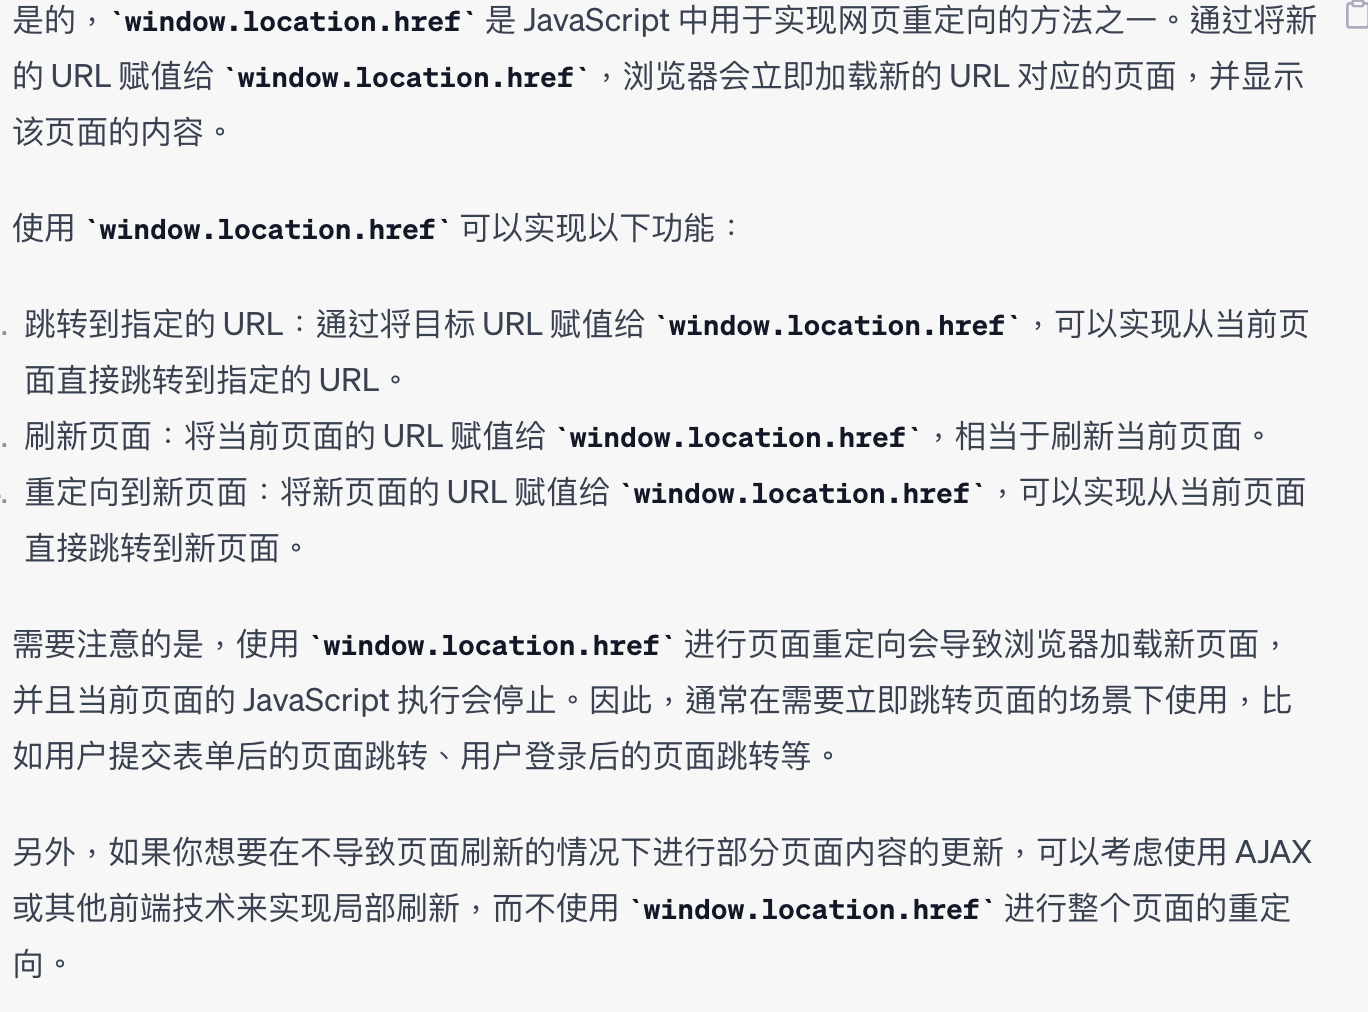 是的，`window.location.href` 是 JavaScript 中用于实现网页重定向的方法之一。通过将新
的 URL 赋值给 `window.location.href`，浏览器会立即加载新的 URL 对应的页面，并显示
该页面的内容。
使用 `window.location.href` 可以实现以下功能：
. 跳转到指定的 URL：通过将目标 URL 赋值给 `window.location.href`，可以实现从当前页
面直接跳转到指定的 URL。
. 刷新页面：将当前页面的 URL 赋值给 `window.location.href`，相当于刷新当前页面。
. 重定向到新页面：将新页面的 URL 赋值给 `window.location.href`，可以实现从当前页面
直接跳转到新页面。
需要注意的是，使用 `window.location.href` 进行页面重定向会导致浏览器加载新页面，
并且当前页面的 JavaScript 执行会停止。因此，通常在需要立即跳转页面的场景下使用，比
如用户提交表单后的页面跳转、用户登录后的页面跳转等。
另外，如果你想要在不导致页面刷新的情况下进行部分页面内容的更新，可以考虑使用 AJAX
或其他前端技术来实现局部刷新，而不使用 `window.location.href` 进行整个页面的重定
向。